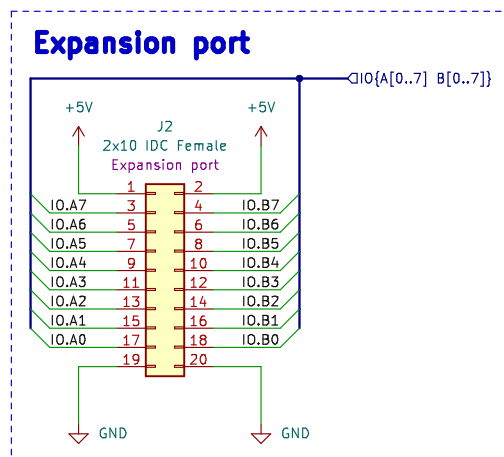 Expansion port
IO{A[0..7] B[0..7]}
+5V +5V
J2
2x10 IDC Female
Expansion port
1 2
IO.A7 3 4 IO.B7
IO.A6 5 6 IO.B6
IO.A5 7 8 IO.B5
IO.A4 9 10 IO.B4
IO.A3 11 12 IO.B3
IO.A2 13 14 IO.B2
IO.A1 15 16 IO.B1
IO.A0 17 18 IO.B0
19 20
GND GND